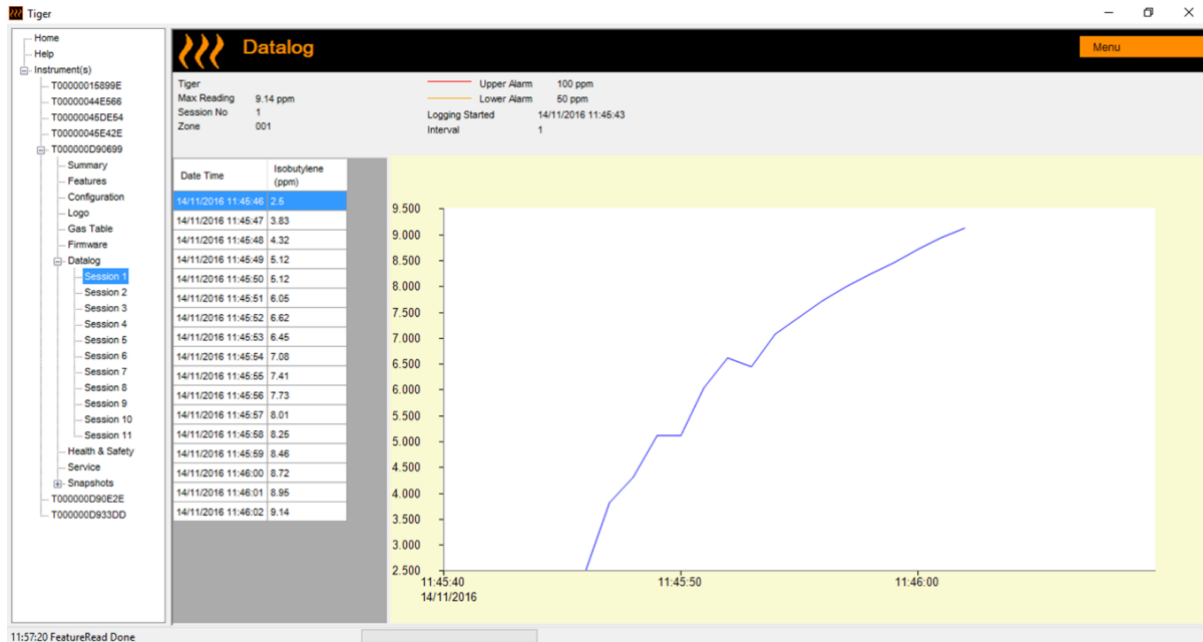 Tiger
Home
Help
Instrument(s)
T00000015899E
T00000044E566
T00000045DE54
T00000045E42E
T000000D90699
Summary
Features
Configuration
Logo
Gas Table
Firmware
Datalog
Session 1
Session 2
Session 3
Session 4
Session 5
Session 6
Session 7
Session 8
Session 9
Session 10
Session 11
Health & Safety
Service
Snapshots
T000000D90E2E
T000000D933DD
Datalog
Menu
Tiger
Max Reading 9.14 ppm
Session No 1
Zone 001
Upper Alarm 100 ppm
Lower Alarm 50 ppm
Logging Started 14/11/2016 11:45:43
Interval 1
Date Time Isobutylene (ppm)
14/11/2016 11:45:46 2.5
14/11/2016 11:45:47 3.83
14/11/2016 11:45:48 4.32
14/11/2016 11:45:49 5.12
14/11/2016 11:45:50 5.12
14/11/2016 11:45:51 6.05
14/11/2016 11:45:52 6.62
14/11/2016 11:45:53 6.45
14/11/2016 11:45:54 7.08
14/11/2016 11:45:55 7.41
14/11/2016 11:45:56 7.73
14/11/2016 11:45:57 8.01
14/11/2016 11:45:58 8.25
14/11/2016 11:45:59 8.46
14/11/2016 11:46:00 8.72
14/11/2016 11:46:01 8.95
14/11/2016 11:46:02 9.14
9.500
9.000
8.500
8.000
7.500
7.000
6.500
6.000
5.500
5.000
4.500
4.000
3.500
3.000
2.500
11:45:40 11:45:50 11:46:00
14/11/2016
11:57:20 FeatureRead Done